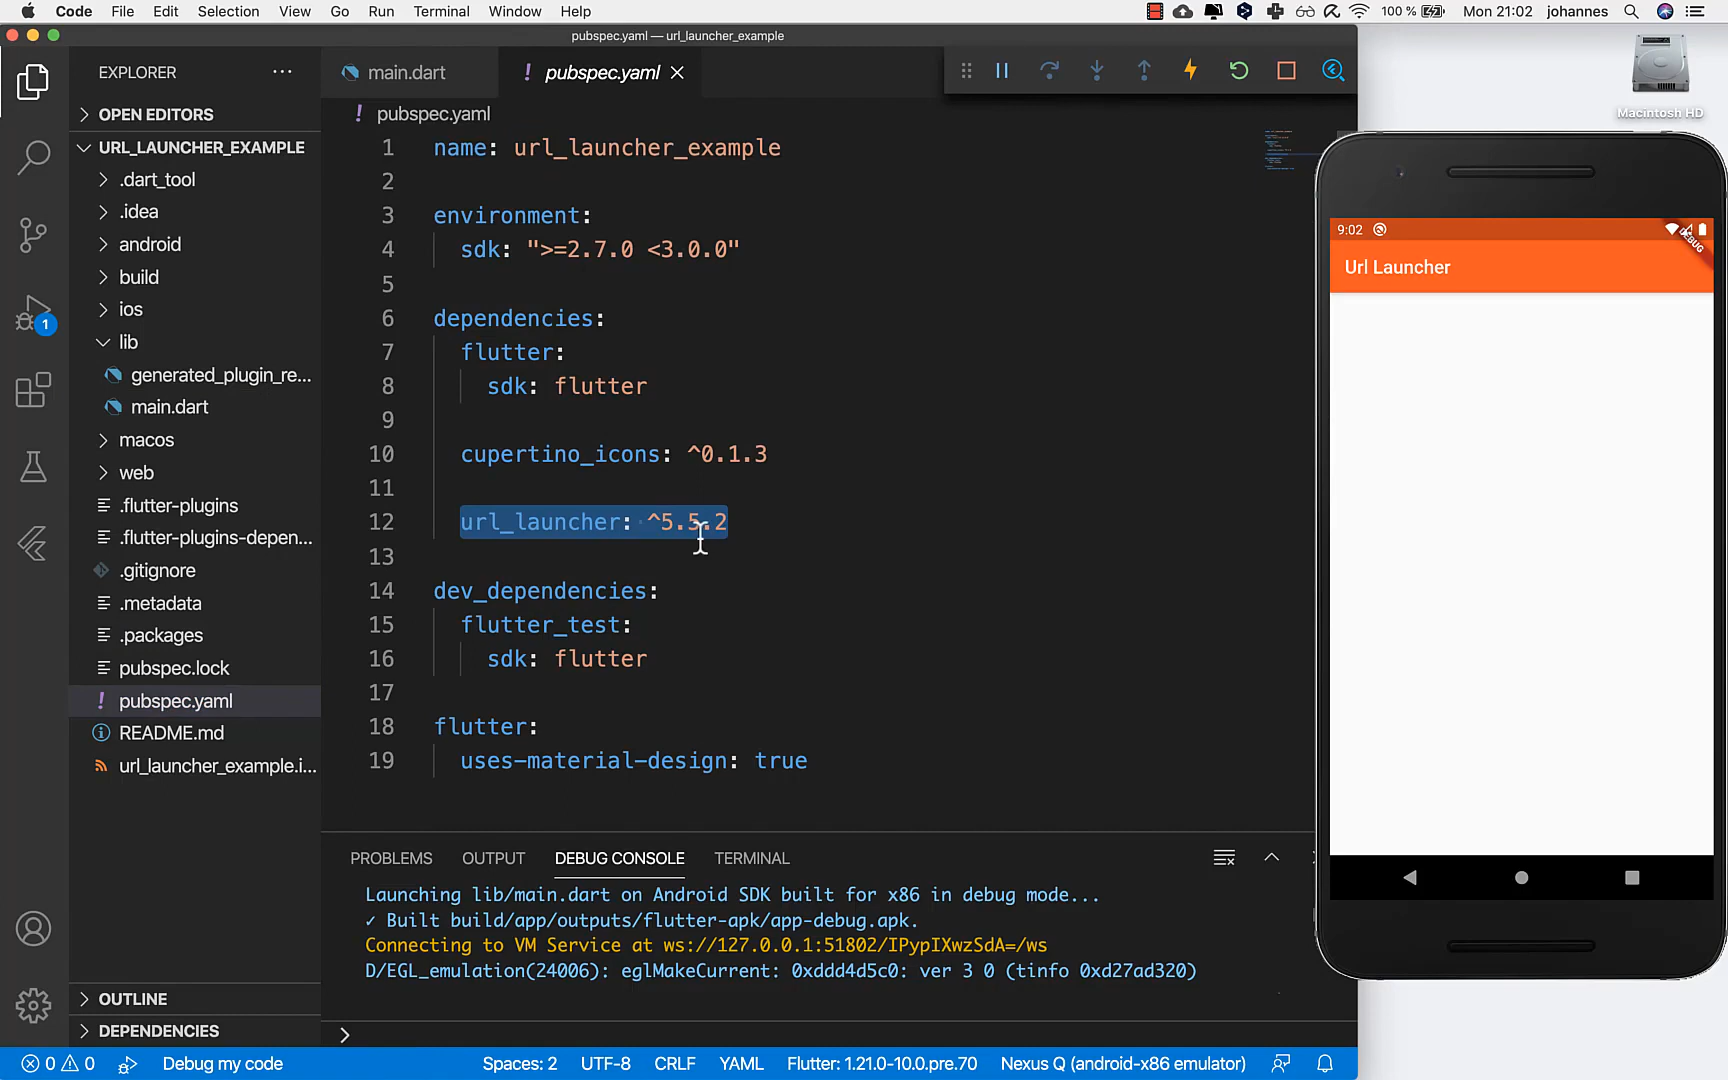 Code File Edit Selection View Go Run Terminal Window Help 100 % Mon 21:02 johannes
pubspec.yaml — url_launcher_example
Macintosh HD
EXPLORER
OPEN EDITORS
URL_LAUNCHER_EXAMPLE
.dart_tool
.idea
android
build
ios
lib
generated_plugin_re...
main.dart
macos
web
.flutter-plugins
.flutter-plugins-depen...
.gitignore
.metadata
.packages
pubspec.lock
! pubspec.yaml
README.md
url_launcher_example.i...
OUTLINE
DEPENDENCIES
1
main.dart ! pubspec.yaml
! pubspec.yaml
1 name: url_launcher_example
2
3 environment:
4 sdk: ">=2.7.0 <3.0.0"
5
6 dependencies:
7 flutter:
8 sdk: flutter
9
10 cupertino_icons: ^0.1.3
11
12 url_launcher: ^5.5.2
13
14 dev_dependencies:
15 flutter_test:
16 sdk: flutter
17
18 flutter:
19 uses-material-design: true
PROBLEMS OUTPUT DEBUG CONSOLE TERMINAL
Launching lib/main.dart on Android SDK built for x86 in debug mode...
✓ Built build/app/outputs/flutter-apk/app-debug.apk.
Connecting to VM Service at ws://127.0.0.1:51802/IPypIXwzSdA=/ws
D/EGL_emulation(24006): eglMakeCurrent: 0xddd4d5c0: ver 3 0 (tinfo 0xd27ad320)
9:02
DEBUG
Url Launcher
0 0 Debug my code Spaces: 2 UTF-8 CRLF YAML Flutter: 1.21.0-10.0.pre.70 Nexus Q (android-x86 emulator)